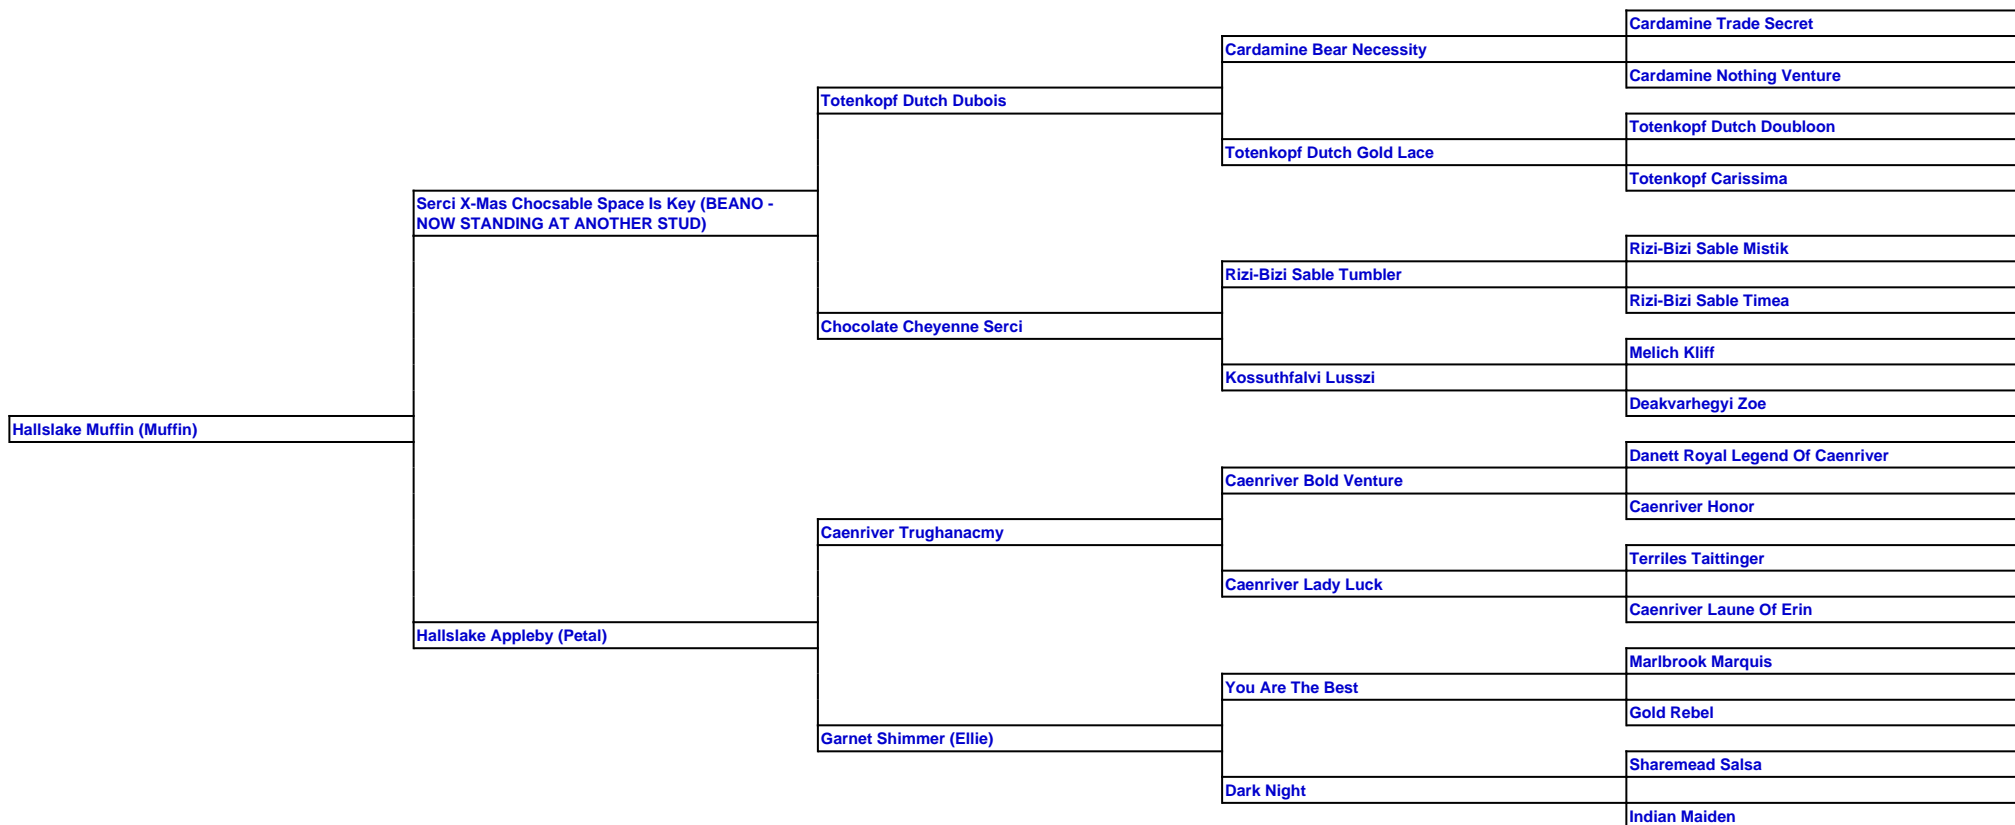 Cardamine Trade Secret
Cardamine Bear Necessity
Cardamine Nothing Venture
Totenkopf Dutch Dubois
Totenkopf Dutch Doubloon
Totenkopf Dutch Gold Lace
Totenkopf Carissima
Serci X-Mas Chocsable Space Is Key (BEANO -
NOW STANDING AT ANOTHER STUD)
Rizi-Bizi Sable Mistik
Rizi-Bizi Sable Tumbler
Rizi-Bizi Sable Timea
Chocolate Cheyenne Serci
Melich Kliff
Kossuthfalvi Lusszi
Deakvarhegyi Zoe
Hallslake Muffin (Muffin)
Danett Royal Legend Of Caenriver
Caenriver Bold Venture
Caenriver Honor
Caenriver Trughanacmy
Terriles Taittinger
Caenriver Lady Luck
Caenriver Laune Of Erin
Hallslake Appleby (Petal)
Marlbrook Marquis
You Are The Best
Gold Rebel
Garnet Shimmer (Ellie)
Sharemead Salsa
Dark Night
Indian Maiden